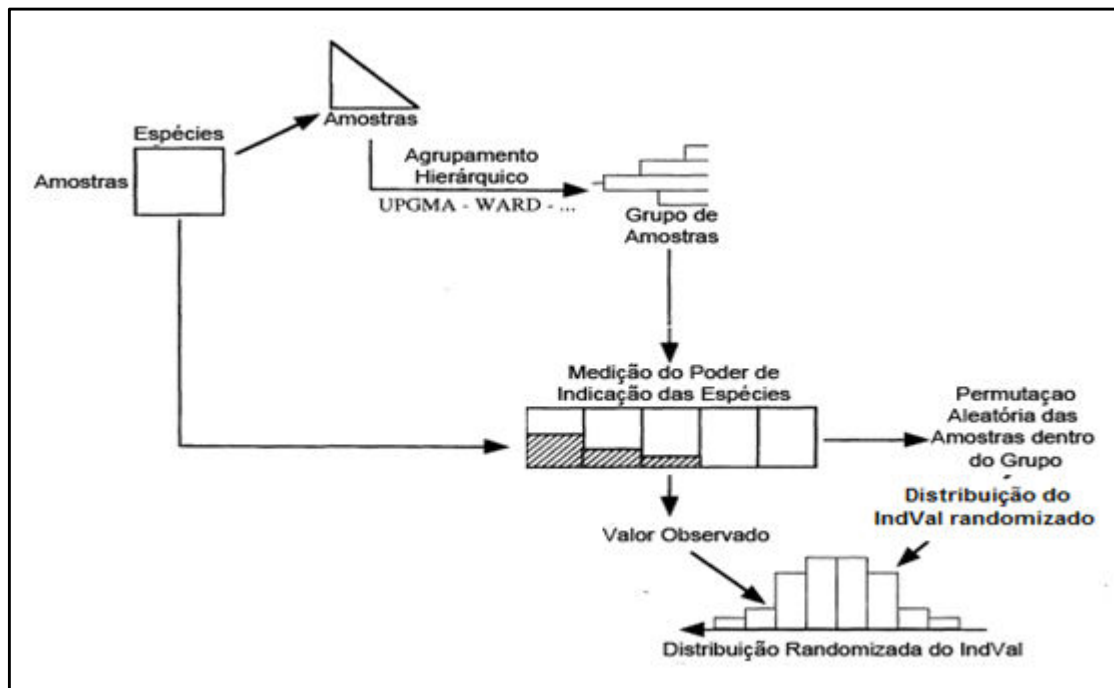 Espécies
Amostras
Amostras
Agrupamento
Hierárquico
UPGMA - WARD - ...
Grupo de
Amostras
Medição do Poder de
Indicação das Espécies
Permutaçao
Aleatória das
Amostras dentro
do Grupo
Distribuição do
IndVal randomizado
Valor Observado
Distribuição Randomizada do IndVal